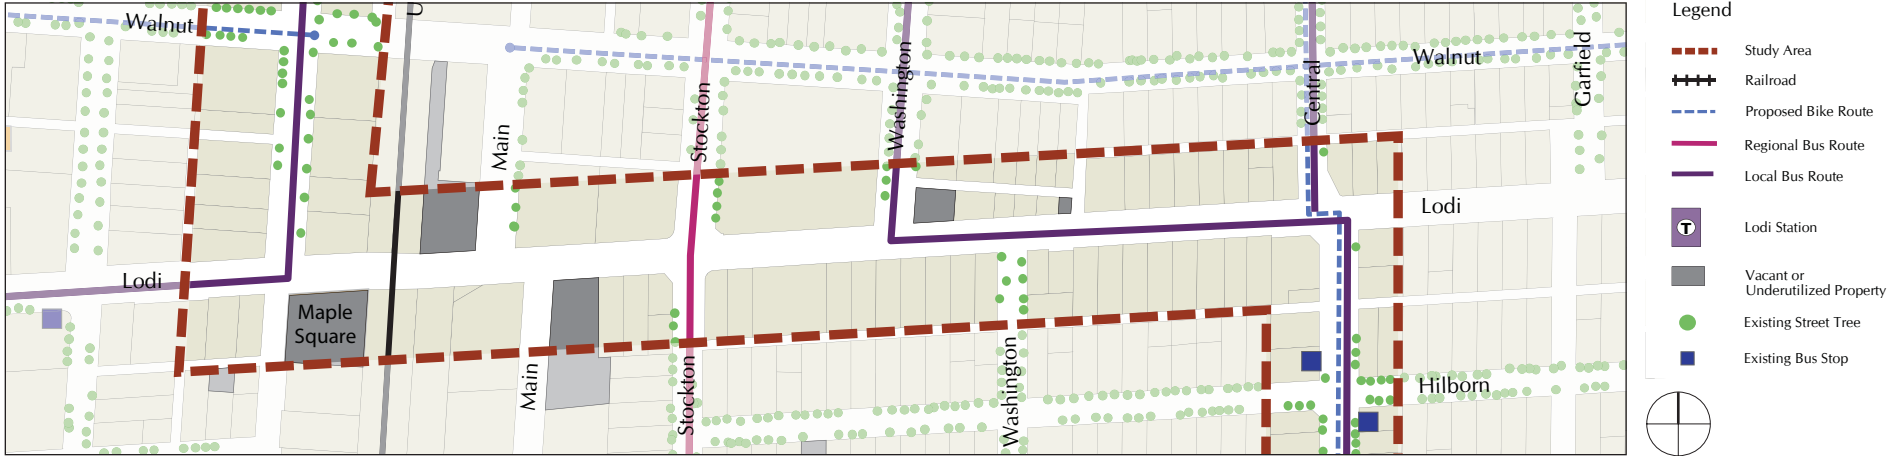 Walnut
U
Walnut
Garfield
Central
Washington
Stockton
Main
Lodi
Lodi
Maple
Square
Main
Stockton
Washington
Hilborn
Legend
Study Area
Railroad
Proposed Bike Route
Regional Bus Route
Local Bus Route
T
Lodi Station
Vacant or
Underutilized Property
Existing Street Tree
Existing Bus Stop